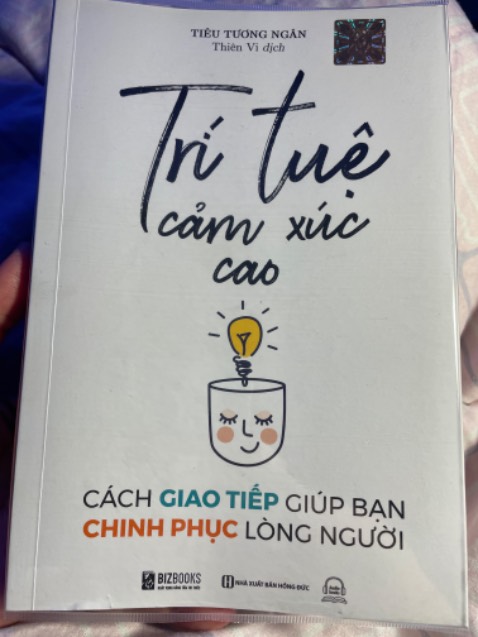 TIÊU TƯƠNG NGÂN
Thiên Vi dịch
Trí tuệ
cảm xúc
cao
CÁCH GIAO TIẾP GIÚP BẠN
CHINH PHỤC LÒNG NGƯỜI
BIZBOOKS
NHÀ XUẤT BẢN HỒNG ĐỨC